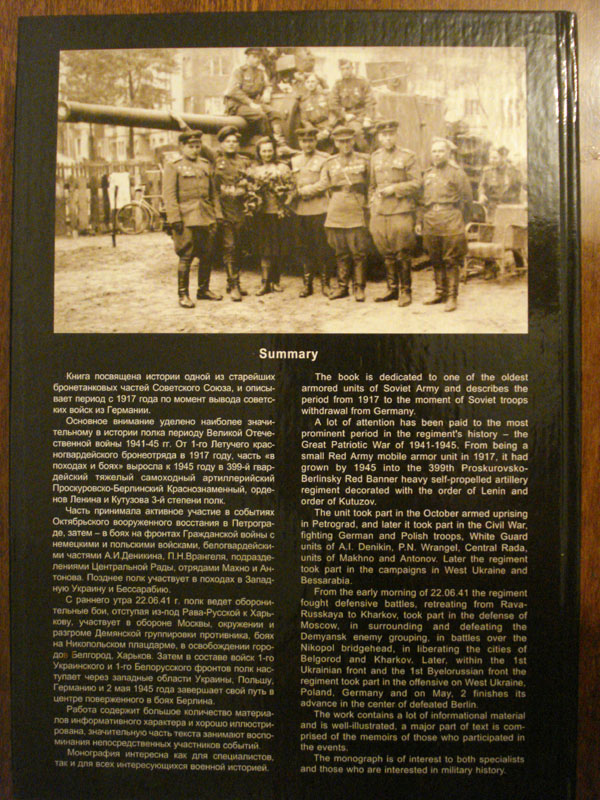 Summary
Книга посвящена истории одной из старейших
бронетанковых частей Советского Союза, и описы-
вает период с 1917 года по момент вывода советс-
ких войск из Германии.
Основное внимание уделено наиболее значи-
тельному в истории полка периоду Великой Отече-
ственной войны 1941-45 гг. От 1-го Летучего крас-
ногвардейского бронеотряда в 1917 году, часть «в
походах и боях» выросла к 1945 году в 399-й гвар-
дейский тяжелый самоходный артиллерийский
Проскуровско-Берлинский Краснознаменный, орде-
нов Ленина и Кутузова 3-й степени полк.
Часть принимала активное участие в событиях
Октябрьского вооруженного восстания в Петрогра-
де, затем – в боях на фронтах Гражданской войны с
немецкими и польскими войсками, белогвардейски-
ми частями А.И.Деникина, П.Н.Врангеля, подразде-
лениями Центральной Рады, отрядами Махно и Ан-
тонова. Позднее полк участвует в походах в Запад-
ную Украину и Бессарабию.
С раннего утра 22.06.41 г. полк ведет оборони-
тельные бои, отступая из-под Рава-Русской к Харь-
кову, участвует в обороне Москвы, окружении и
разгроме Демянской группировки противника, боях
на Никопольском плацдарме, в освобождении горо-
дов Белгород, Харьков. Затем в составе войск 1-го
Украинского и 1-го Белорусского фронтов полк нас-
тупает через западные области Украины, Польшу,
Германию и 2 мая 1945 года завершает свой путь в
центре поверженного в боях Берлина.
Работа содержит большое количество материа-
лов информативного характера и хорошо иллюстри-
рована, значительную часть текста занимают воспо-
минания непосредственных участников событий.
Монография интересна как для специалистов,
так и для всех интересующихся военной историей.
The book is dedicated to one of the oldest
armored units of Soviet Army and describes the
period from 1917 to the moment of Soviet troops
withdrawal from Germany.
A lot of attention has been paid to the most
prominent period in the regiment's history – the
Great Patriotic War of 1941-1945. From being a
small Red Army mobile armor unit in 1917, it had
grown by 1945 into the 399th Proskurovsko-
Berlinsky Red Banner heavy self-propelled artillery
regiment decorated with the order of Lenin and
order of Kutuzov.
The unit took part in the October armed uprising
in Petrograd, and later it took part in the Civil War,
fighting German and Polish troops, White Guard
units of A.I. Denikin, P.N. Wrangel, Central Rada,
units of Makhno and Antonov. Later the regiment
took part in the campaigns in West Ukraine and
Bessarabia.
From the early morning of 22.06.41 the regiment
fought defensive battles, retreating from Rava-
Russkaya to Kharkov, took part in the defense of
Moscow, in surrounding and defeating the
Demyansk enemy grouping, in battles over the
Nikopol bridgehead, in liberating the cities of
Belgorod and Kharkov. Later, within the 1st
Ukrainian front and the 1st Byelorussian front the
regiment took part in the offensive on West Ukraine,
Poland, Germany and on May, 2 finishes its
advance in the center of defeated Berlin.
The work contains a lot of informational material
and is well-illustrated, a major part of text is com-
prised of the memoirs of those who participated in
the events.
The monograph is of interest to both specialists
and those who are interested in military history.